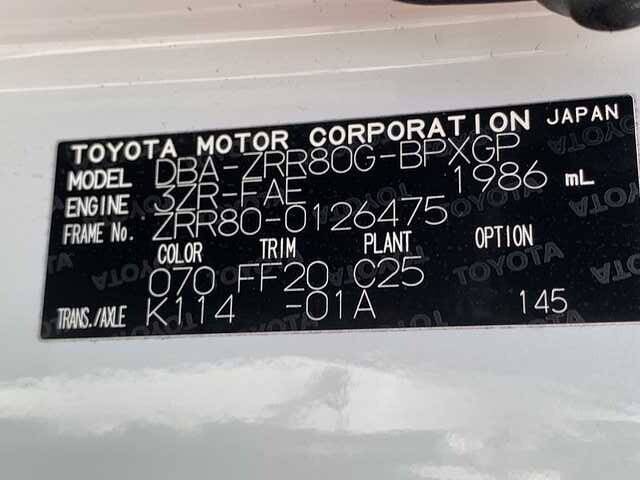 TOYOTA MOTOR CORPORATION JAPAN
MODEL DBA-ZRR80G-BPXGP
ENGINE 3ZR-FAE 1986 mL
FRAME No. ZRR80-0126475
COLOR TRIM PLANT OPTION
070 FF20 C25
TRANS./AXLE K114 -01A 145